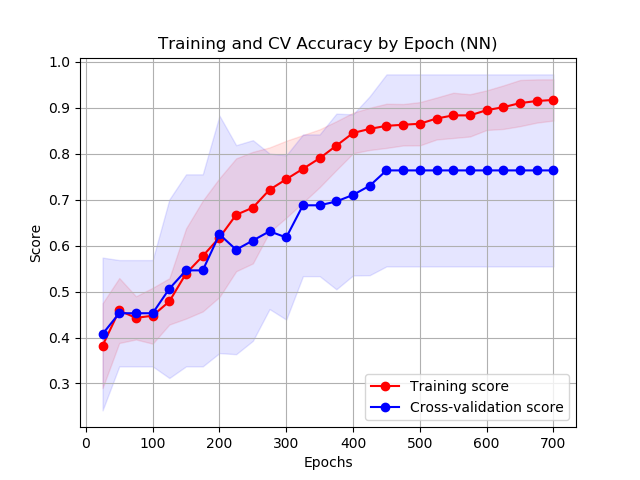 Training and CV Accuracy by Epoch (NN)
Score
1.0
0.9
0.8
0.7
0.6
0.5
0.4
0.3
Training score
Cross-validation score
0 100 200 300 400 500 600 700
Epochs